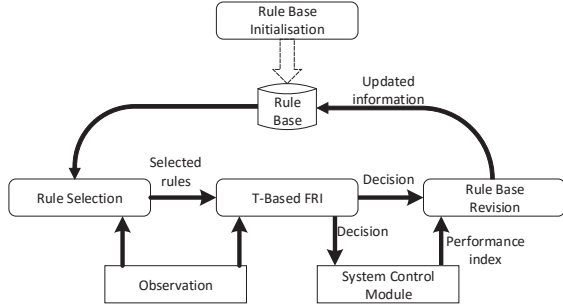 Rule Base
Initialisation
Updated
information
Rule
Base
Selected
rules
Decision
Rule Selection
T-Based FRI
Rule Base
Revision
Decision
Performance
index
Observation
System Control
Module